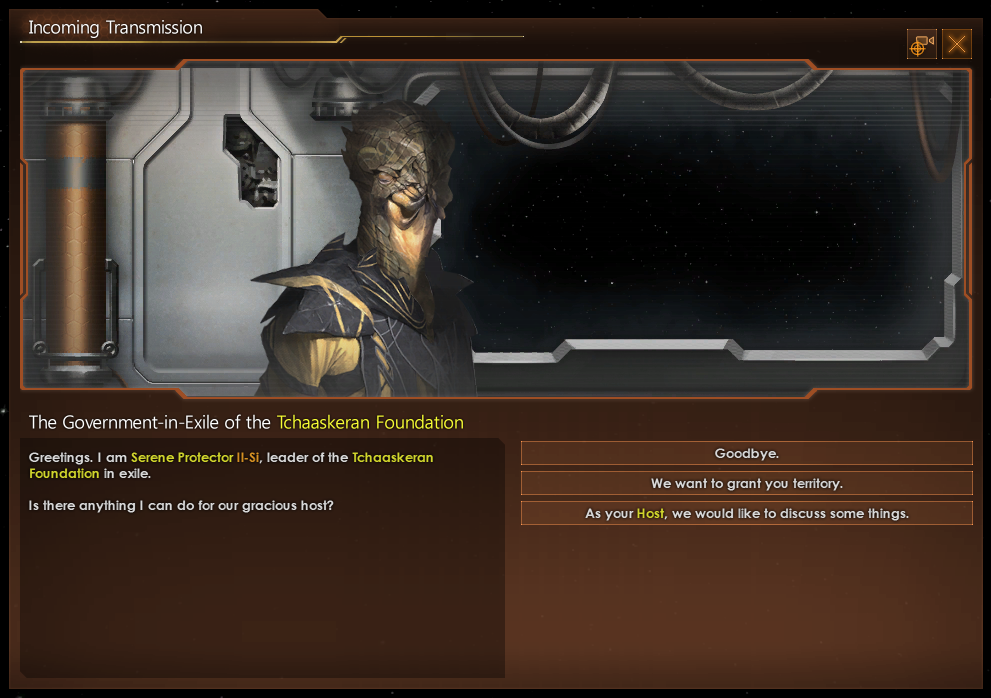 Incoming Transmission
The Government-in-Exile of the Tchaaskeran Foundation
Greetings. I am Serene Protector Il-Si, leader of the Tchaaskeran
Foundation in exile.
Is there anything I can do for our gracious host?
Goodbye.
We want to grant you territory.
As your Host, we would like to discuss some things.